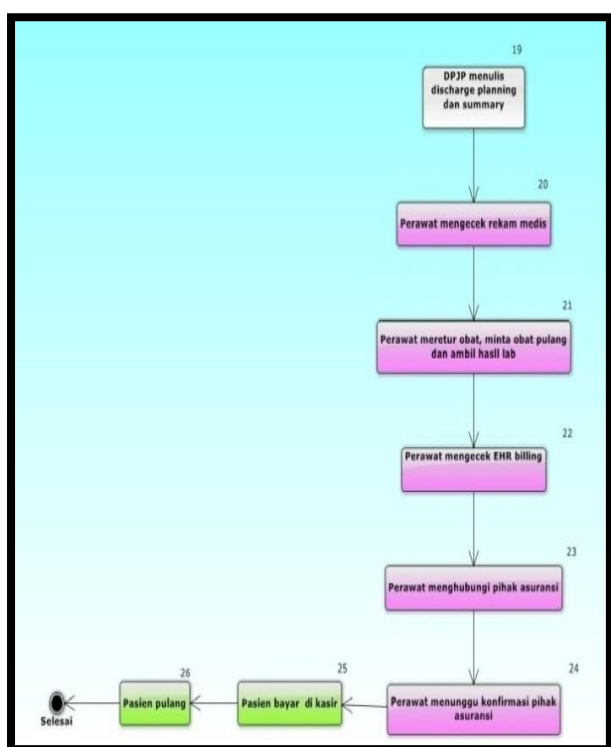 19
DPJP menulis
discharge planning
dan summary
20
Perawat mengecek rekam medis
21
Perawat meretur obat, minta obat pulang
dan ambil hasil lab
22
Perawat mengecek EHR billing
23
Perawat menghubungi pihak asuransi
24
Perawat menunggu konfirmasi pihak
asuransi
25
Pasien bayar di kasir
26
Pasien pulang
Selesai